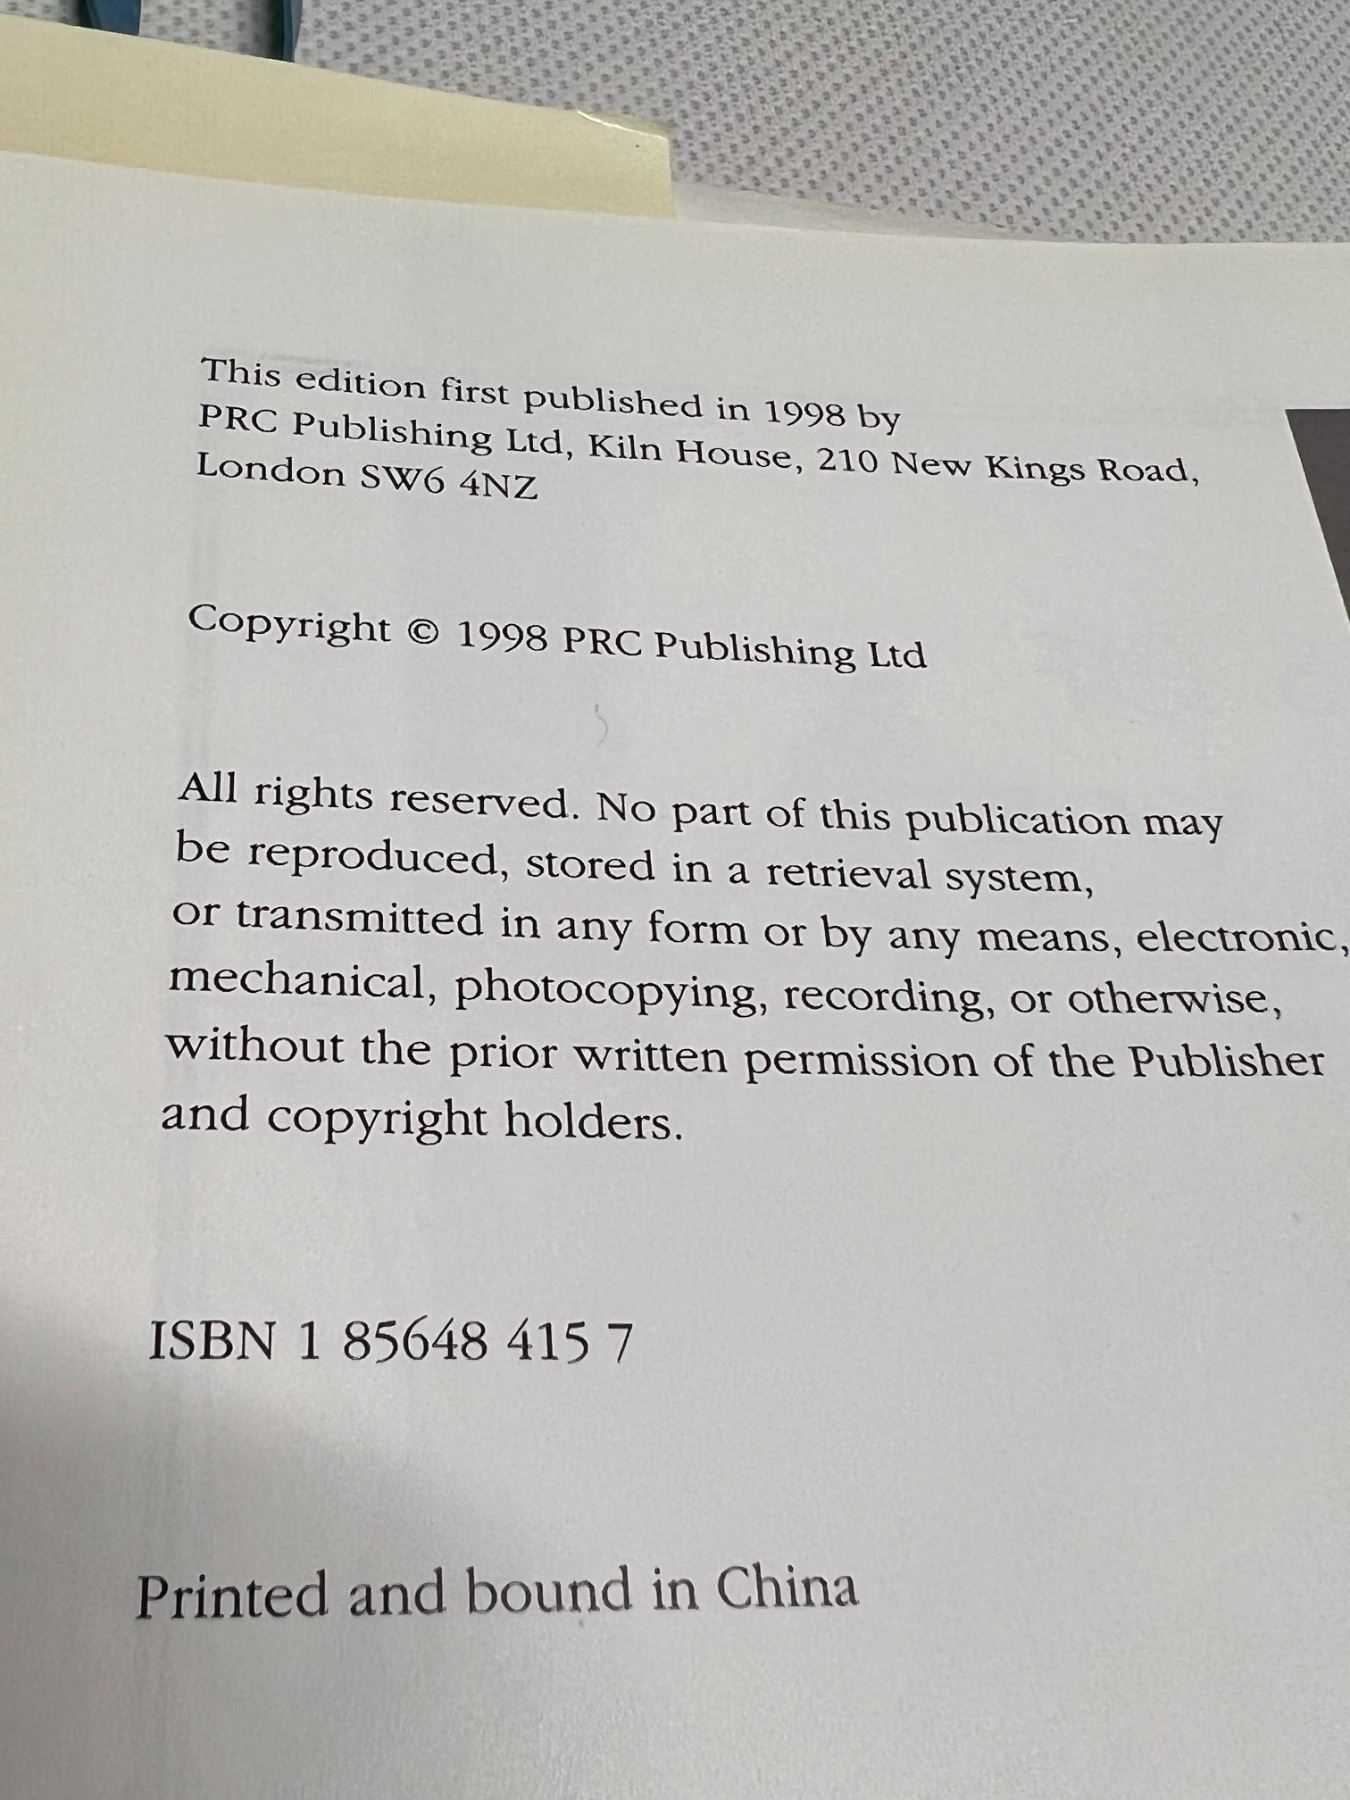 This edition first published in 1998 by
PRC Publishing Ltd, Kiln House, 210 New Kings Road,
London SW6 4NZ
Copyright © 1998 PRC Publishing Ltd
All rights reserved. No part of this publication may
be reproduced, stored in a retrieval system,
or transmitted in any form or by any means, electronic,
mechanical, photocopying, recording, or otherwise,
without the prior written permission of the Publisher
and copyright holders.
ISBN 1 85648 415 7
Printed and bound in China